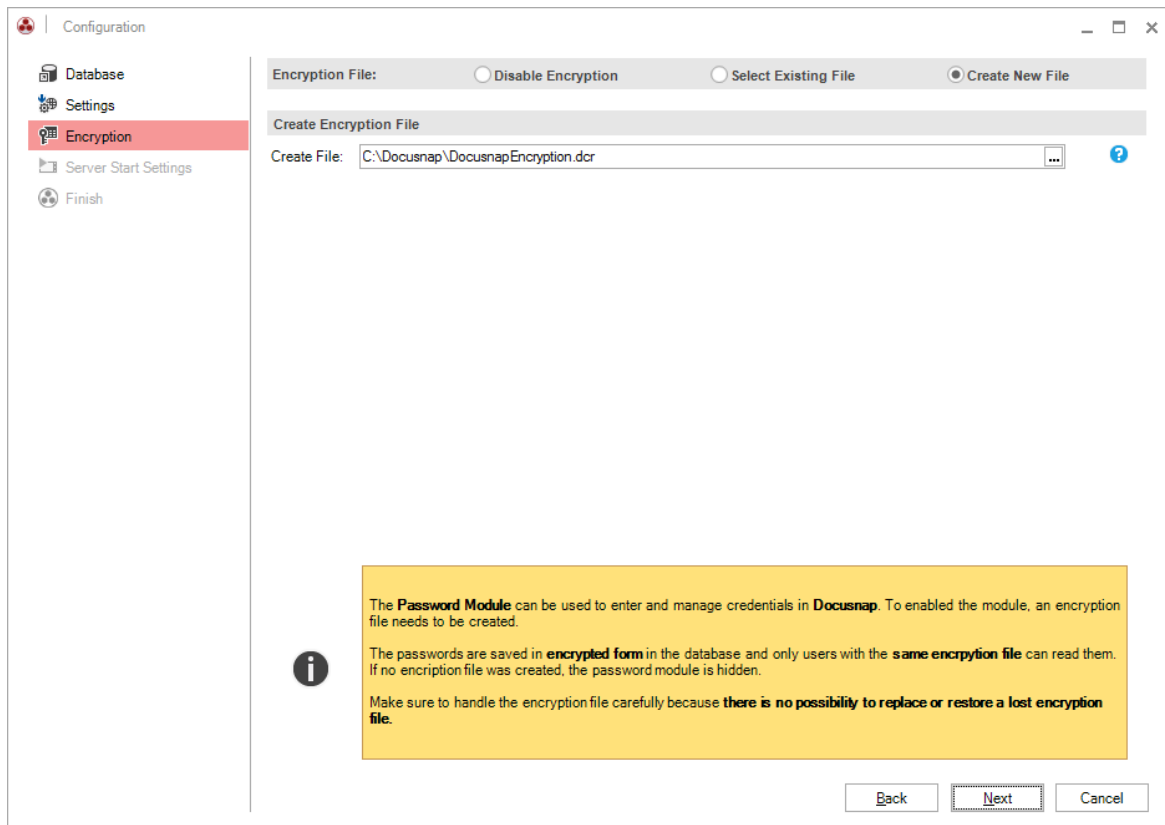 Configuration
Database
Settings
Encryption
Server Start Settings
Finish
Encryption File: Disable Encryption Select Existing File Create New File
Create Encryption File
Create File: C:\Docusnap\DocusnapEncryption.dcr ...
The Password Module can be used to enter and manage credentials in Docusnap. To enabled the module, an encryption
file needs to be created.
The passwords are saved in encrypted form in the database and only users with the same encrpytion file can read them.
If no encription file was created, the password module is hidden.
Make sure to handle the encryption file carefully because there is no possibility to replace or restore a lost encryption
file.
Back Next Cancel